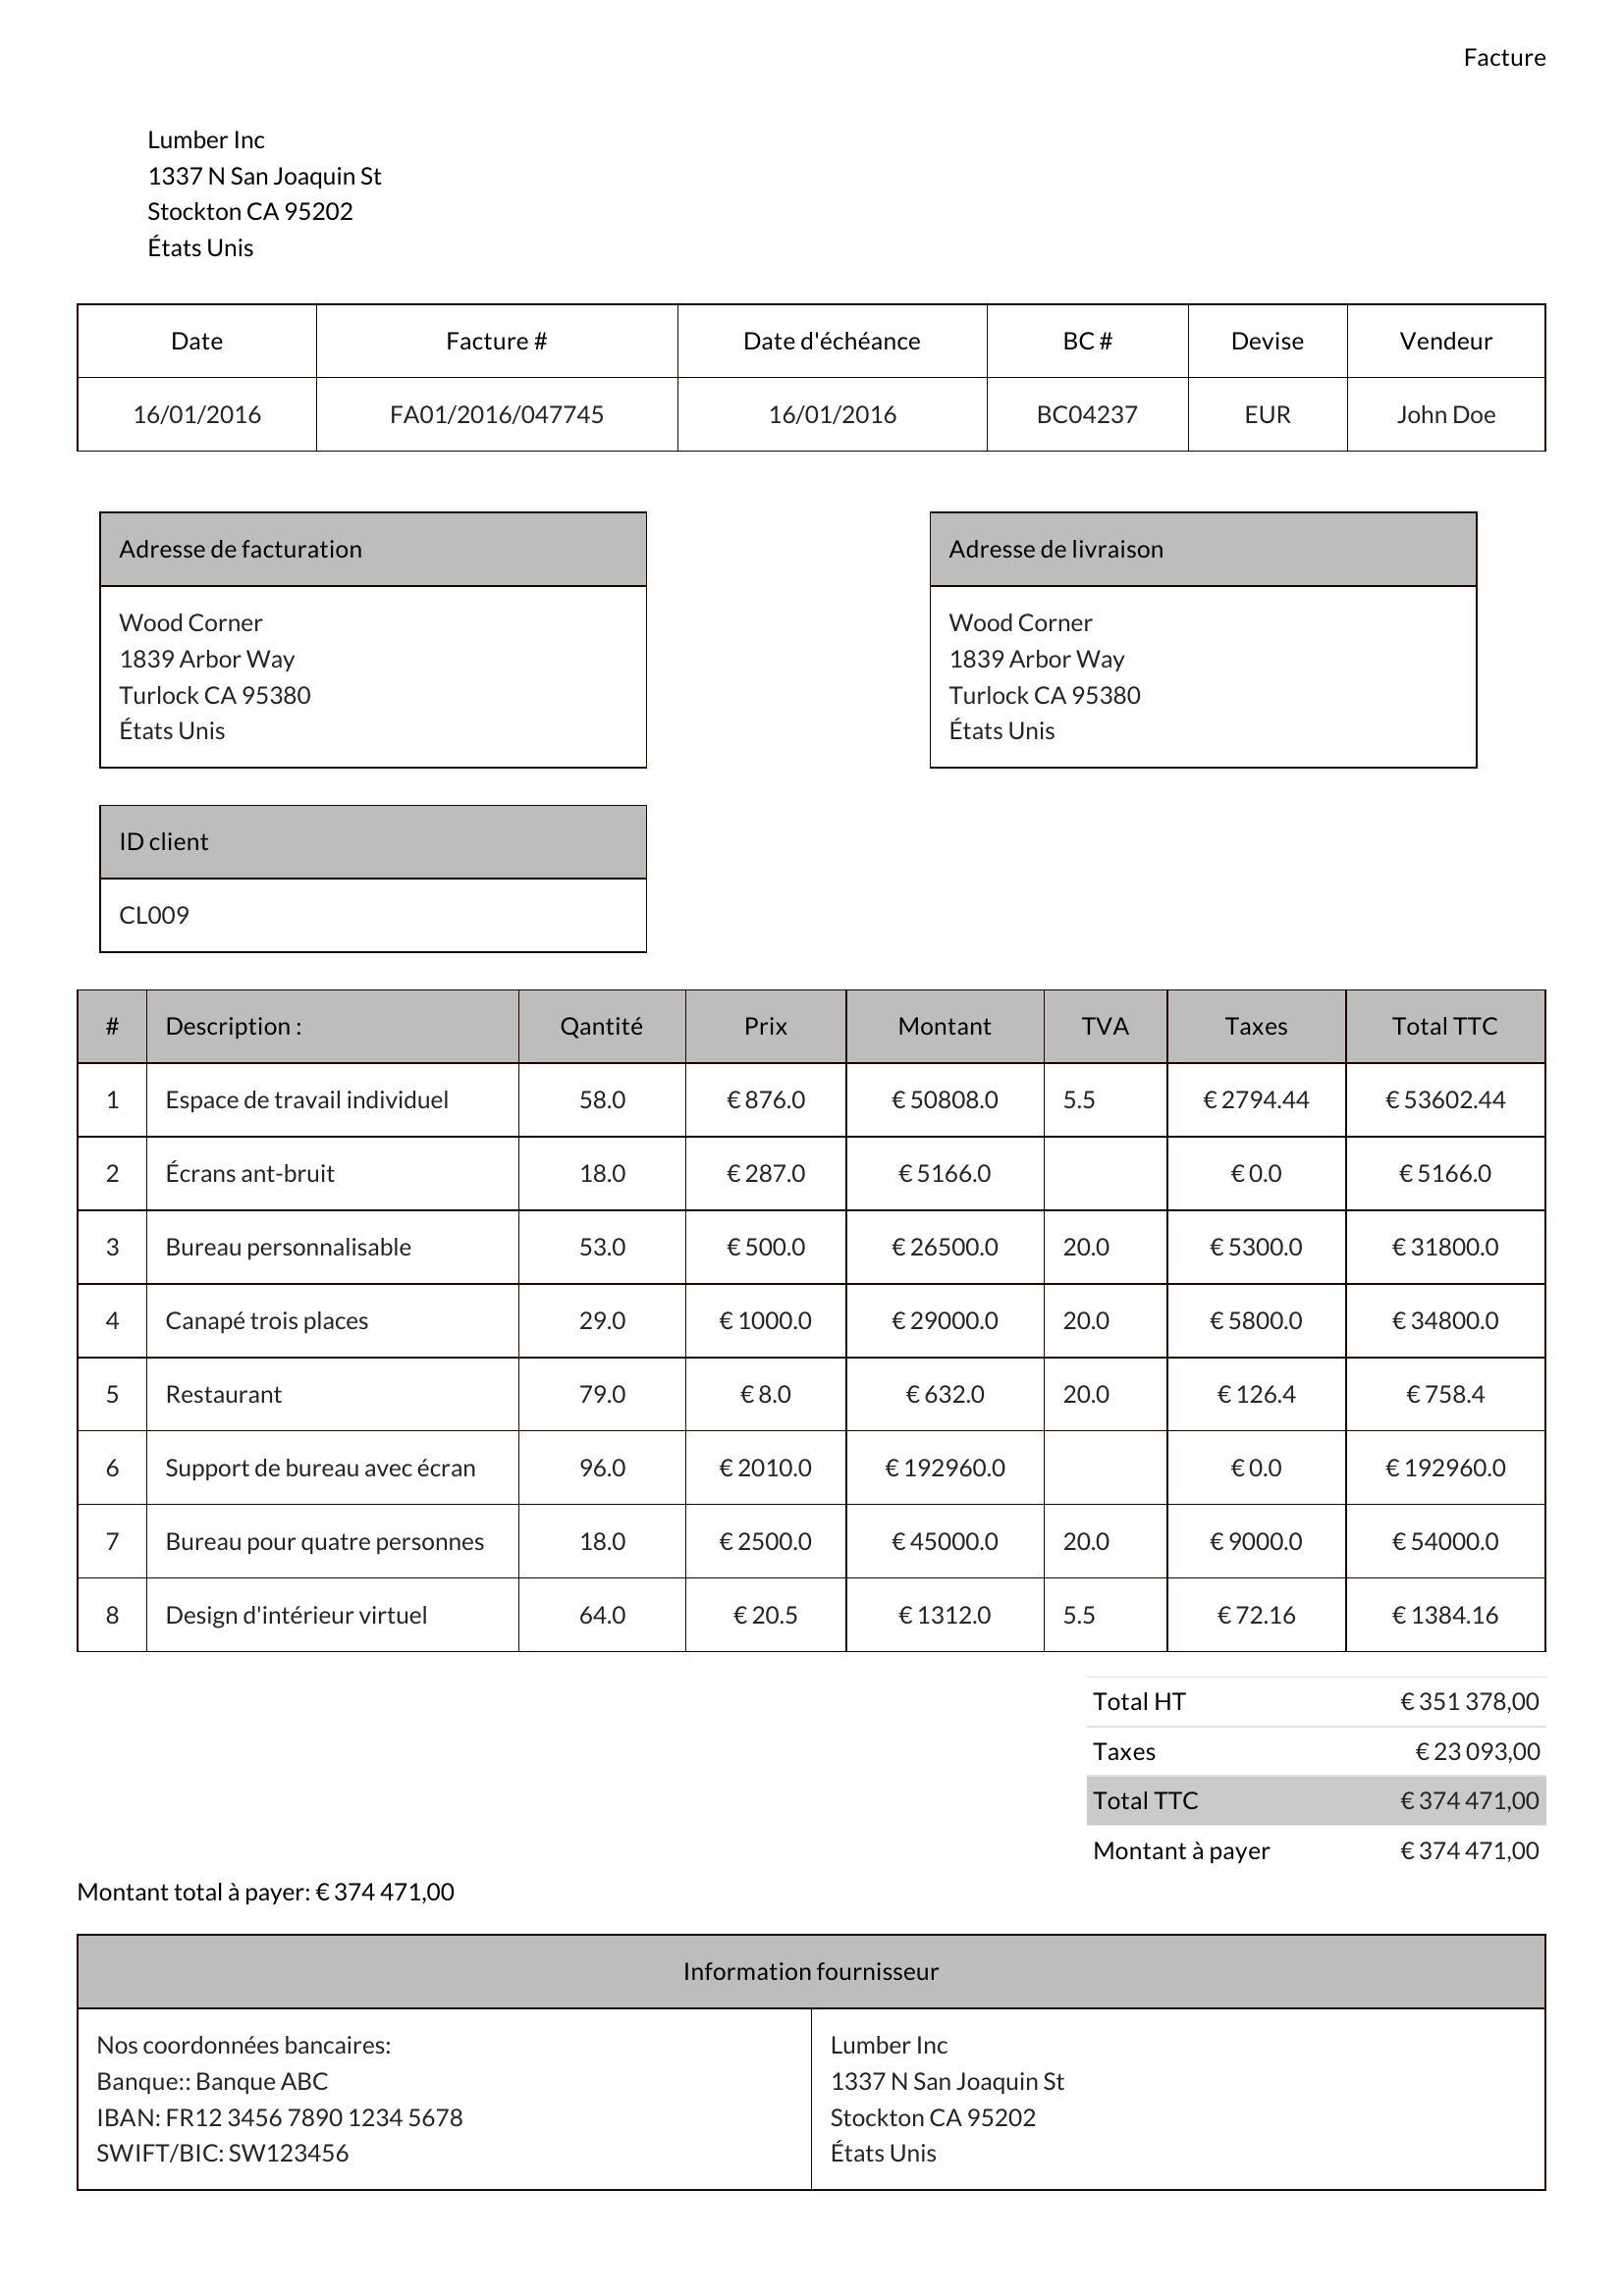 Facture
Lumber Inc
1337 N San Joaquin St
Stockton CA 95202
États Unis
Date Facture # Date d'échéance BC # Devise Vendeur
16/01/2016 FA01/2016/047745 16/01/2016 BC04237 EUR John Doe
Adresse de facturation
Wood Corner
1839 Arbor Way
Turlock CA 95380
États Unis
Adresse de livraison
Wood Corner
1839 Arbor Way
Turlock CA 95380
États Unis
ID client
CL009
# Description : Qantité Prix Montant TVA Taxes Total TTC
1 Espace de travail individuel 58.0 € 876.0 € 50808.0 5.5 € 2794.44 € 53602.44
2 Écrans ant-bruit 18.0 € 287.0 € 5166.0 € 0.0 € 5166.0
3 Bureau personnalisable 53.0 € 500.0 € 26500.0 20.0 € 5300.0 € 31800.0
4 Canapé trois places 29.0 € 1000.0 € 29000.0 20.0 € 5800.0 € 34800.0
5 Restaurant 79.0 € 8.0 € 632.0 20.0 € 126.4 € 758.4
6 Support de bureau avec écran 96.0 € 2010.0 € 192960.0 € 0.0 € 192960.0
7 Bureau pour quatre personnes 18.0 € 2500.0 € 45000.0 20.0 € 9000.0 € 54000.0
8 Design d'intérieur virtuel 64.0 € 20.5 € 1312.0 5.5 € 72.16 € 1384.16
Total HT € 351 378,00
Taxes € 23 093,00
Total TTC € 374 471,00
Montant à payer € 374 471,00
Montant total à payer: € 374 471,00
Information fournisseur
Nos coordonnées bancaires:
Banque:: Banque ABC
IBAN: FR12 3456 7890 1234 5678
SWIFT/BIC: SW123456
Lumber Inc
1337 N San Joaquin St
Stockton CA 95202
États Unis